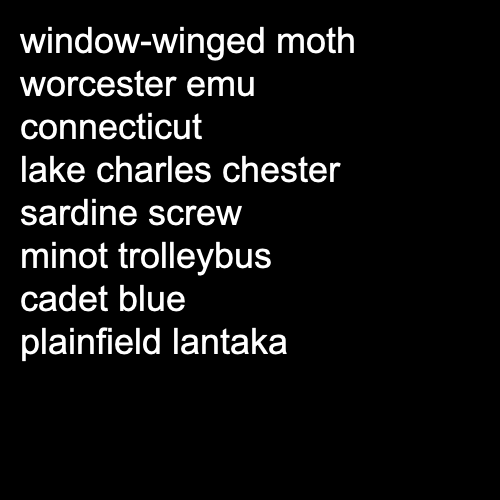 window-winged moth
worcester emu
connecticut
lake charles chester
sardine screw
minot trolleybus
cadet blue
plainfield lantaka